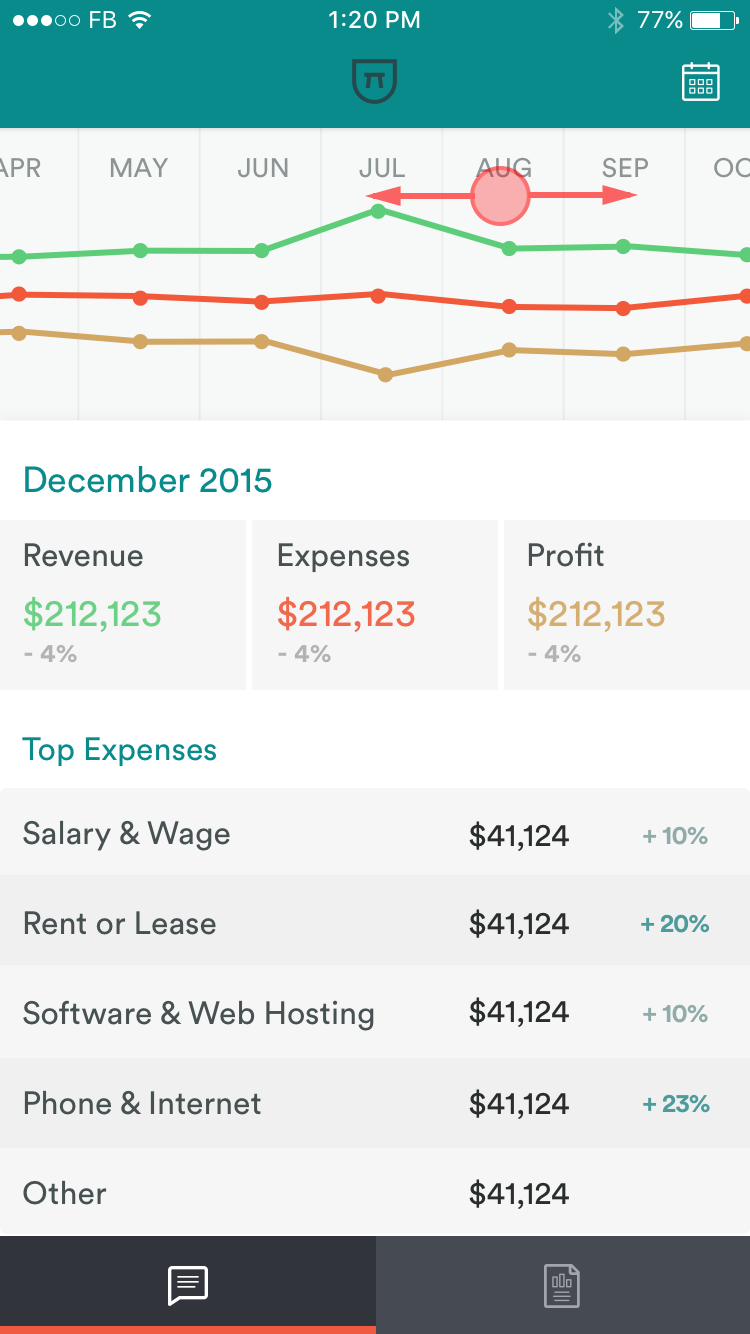 FB 1:20 PM 77%
APR MAY JUN JUL AUG SEP OC
December 2015
Revenue Expenses Profit
$212,123 $212,123 $212,123
- 4% - 4% - 4%
Top Expenses
Salary & Wage $41,124 + 10%
Rent or Lease $41,124 + 20%
Software & Web Hosting $41,124 + 10%
Phone & Internet $41,124 + 23%
Other $41,124